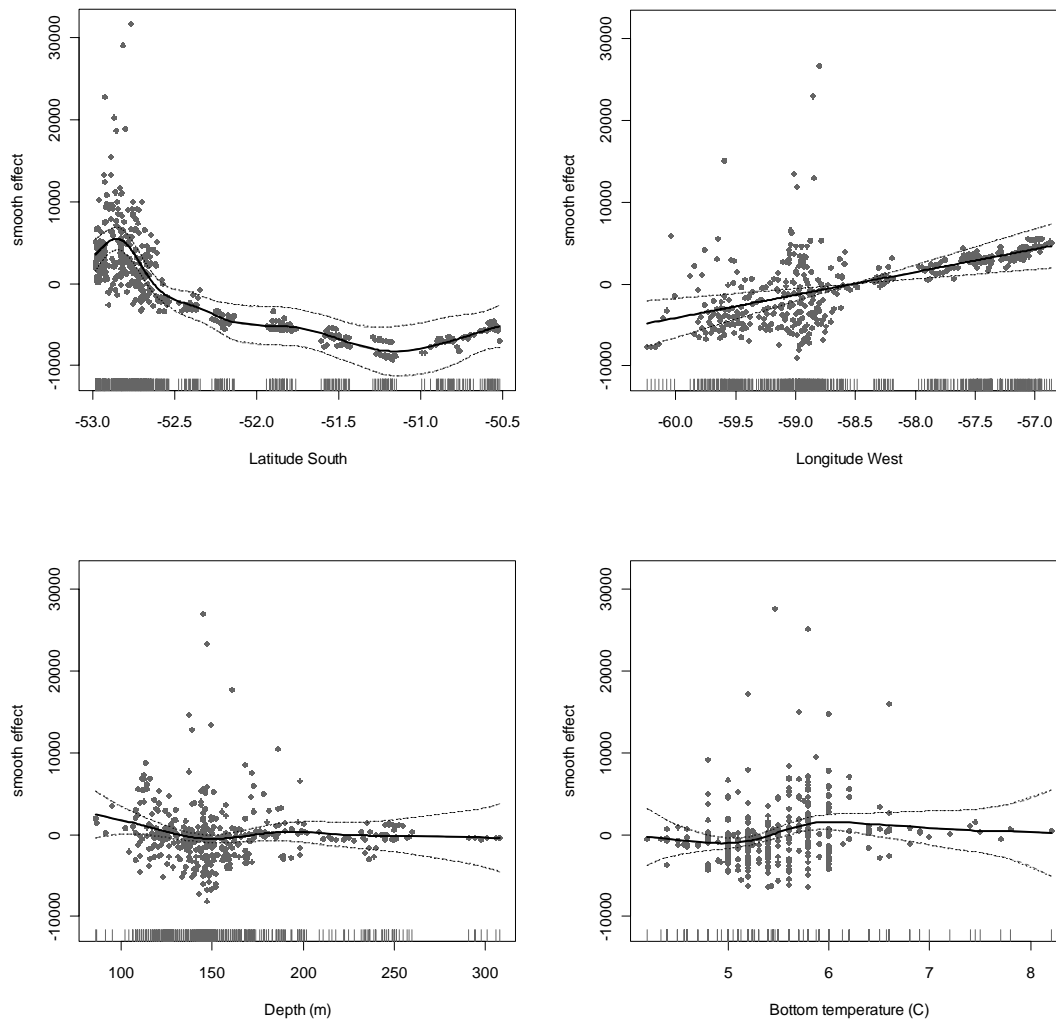 30000
20000
10000
0
-10000
smooth effect
-53.0 -52.5 -52.0 -51.5 -51.0 -50.5
Latitude South
30000
20000
10000
0
-10000
smooth effect
-60.0 -59.5 -59.0 -58.5 -58.0 -57.5 -57.0
Longitude West
30000
20000
10000
0
-10000
smooth effect
100 150 200 250 300
Depth (m)
30000
20000
10000
0
-10000
smooth effect
5 6 7 8
Bottom temperature (C)